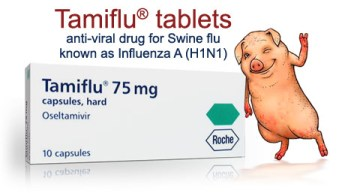 Tamiflu® tablets
anti-viral drug for Swine flu
known as Influenza A (H1N1)
Tamiflu® 75 mg
capsules, hard
Oseltamivir
10 capsules
Roche